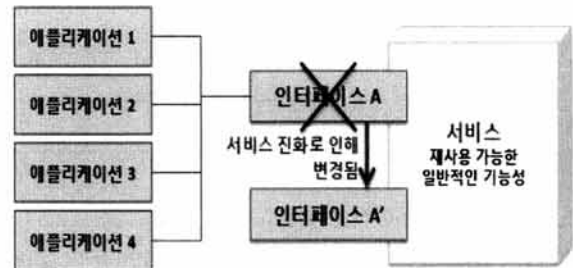 애플리케이션 1
애플리케이션 2
애플리케이션 3
애플리케이션 4
인터페이스 A
서비스 진화로 인해
변경됨
인터페이스 A'
서비스
재사용 가능한
일반적인 기능성